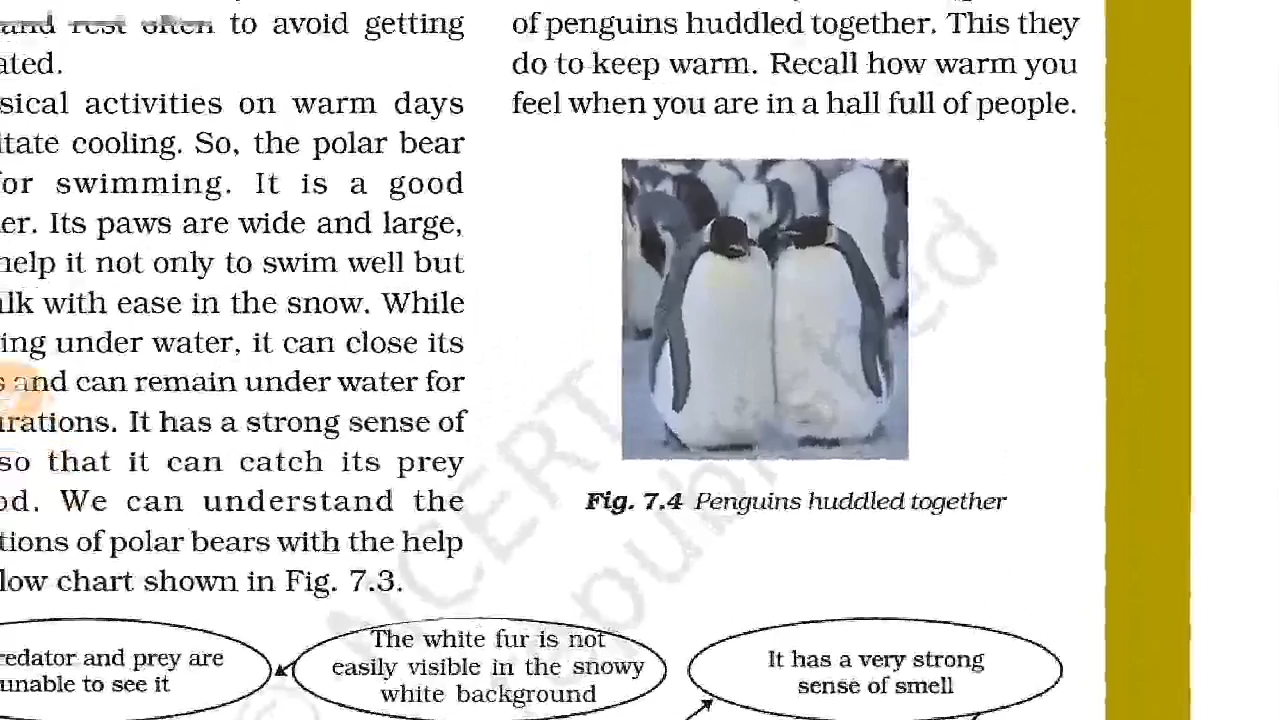 and rest often to avoid getting
ated.
sical activities on warm days
itate cooling. So, the polar bear
for swimming. It is a good
er. Its paws are wide and large,
help it not only to swim well but
alk with ease in the snow. While
ing under water, it can close its
s and can remain under water for
urations. It has a strong sense of
so that it can catch its prey
od. We can understand the
tions of polar bears with the help
low chart shown in Fig. 7.3.
of penguins huddled together. This they
do to keep warm. Recall how warm you
feel when you are in a hall full of people.
Fig. 7.4 Penguins huddled together
redator and prey are
unable to see it
The white fur is not
easily visible in the snowy
white background
It has a very strong
sense of smell
© NCERT
republished